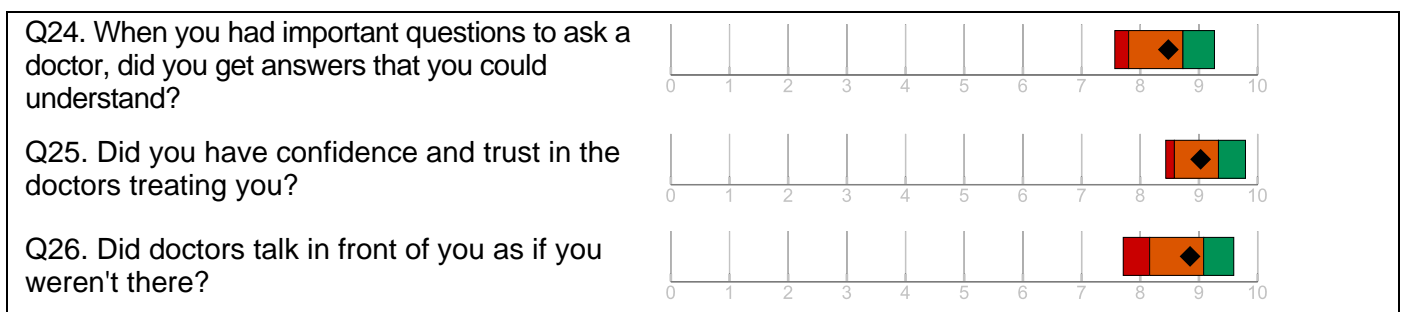 Q24. When you had important questions to ask a
doctor, did you get answers that you could
understand?
0 1 2 3 4 5 6 7 8 9 10
Q25. Did you have confidence and trust in the
doctors treating you?
0 1 2 3 4 5 6 7 8 9 10
Q26. Did doctors talk in front of you as if you
weren't there?
0 1 2 3 4 5 6 7 8 9 10